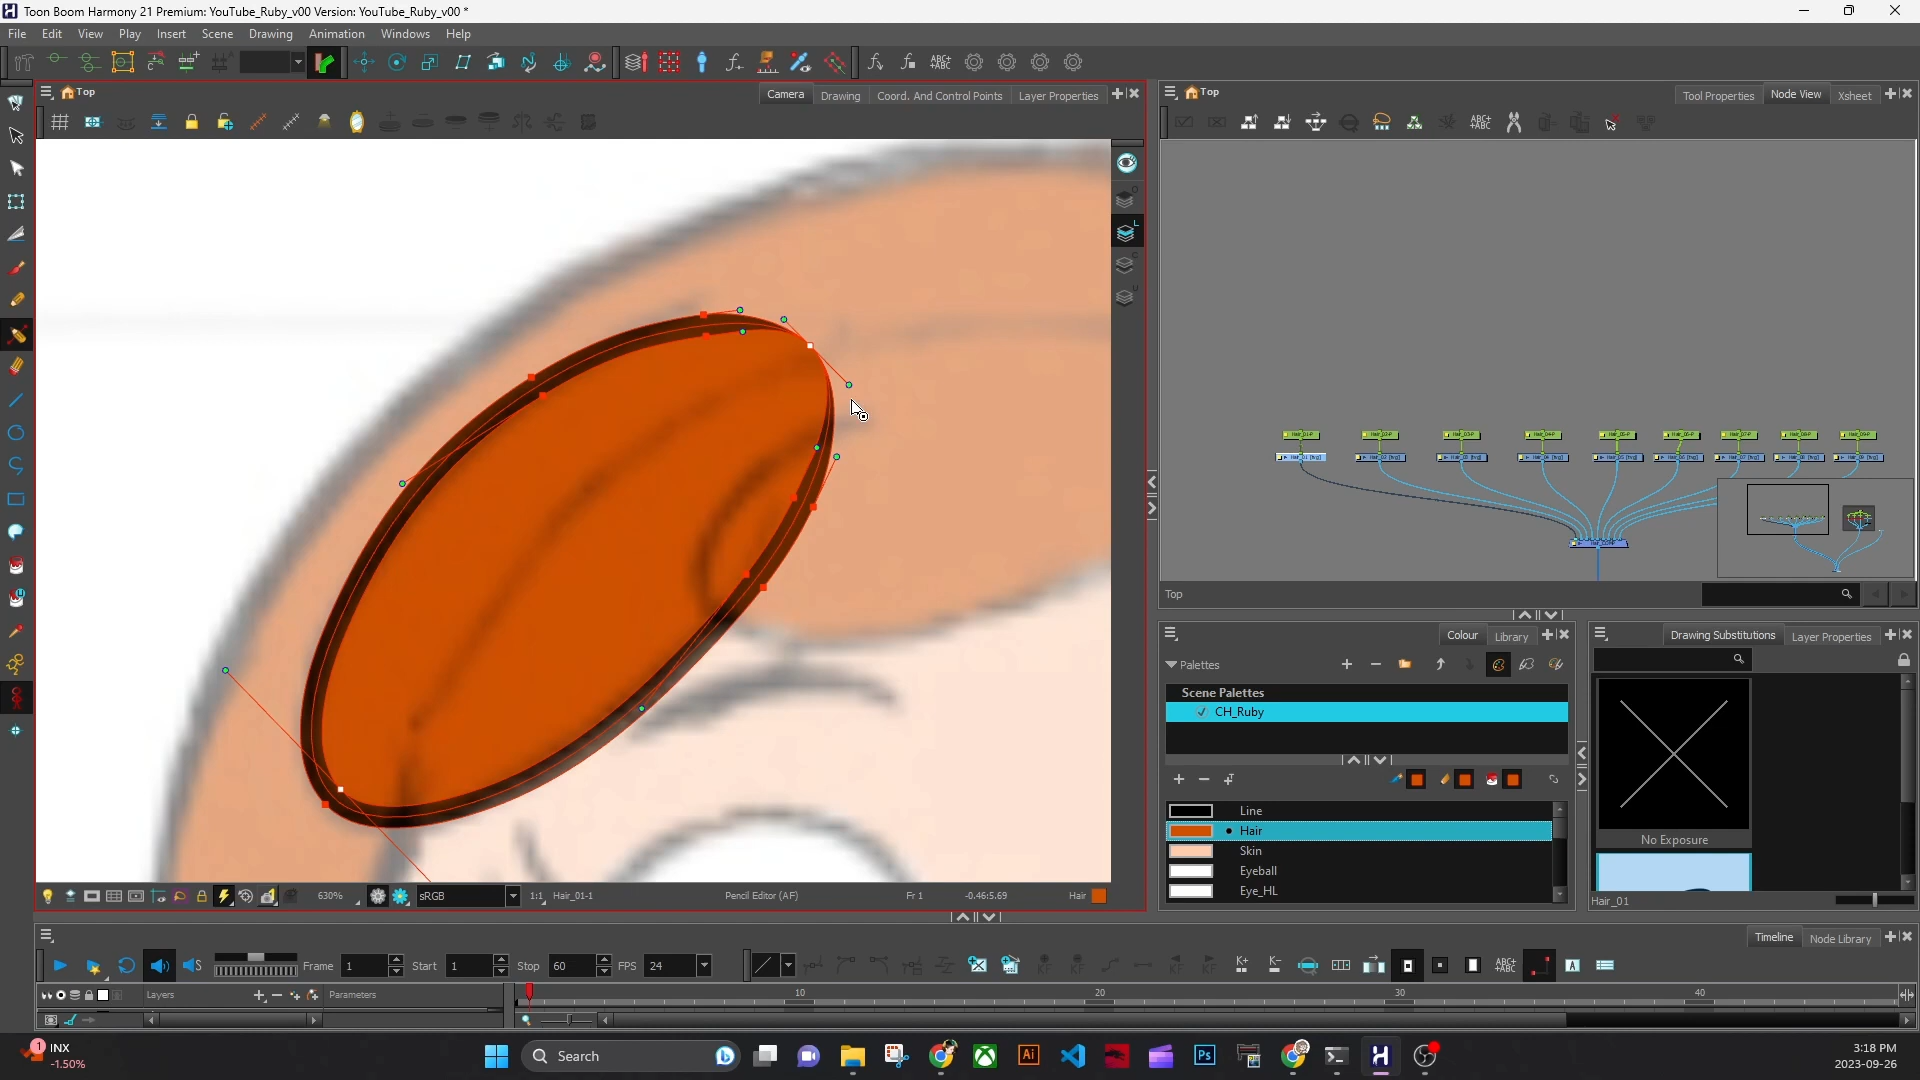 Toon Boom Harmony 21 Premium: YouTube_Ruby_v00 Version: YouTube_Ruby_v00 *
File Edit View Play Insert Scene Drawing Animation Windows Help
Top
Camera Drawing Coord. And Control Points Layer Properties
Top
Tool Properties Node View Xsheet
Top
Colour Library
Palettes
Scene Palettes
CH_Ruby
Line
Hair
Skin
Eyeball
Eye_HL
Drawing Substitutions Layer Properties
No Exposure
Hair_01
630% sRGB 1:1 Hair_01-1 Pencil Editor (AF) Fr 1 -0.46:5.69 Hair
Timeline Node Library
Frame 1 Start 1 Stop 60 FPS 24
Layers Parameters
10 20 30 40
1 INX
-1.50%
Search
3:18 PM
2023-09-26